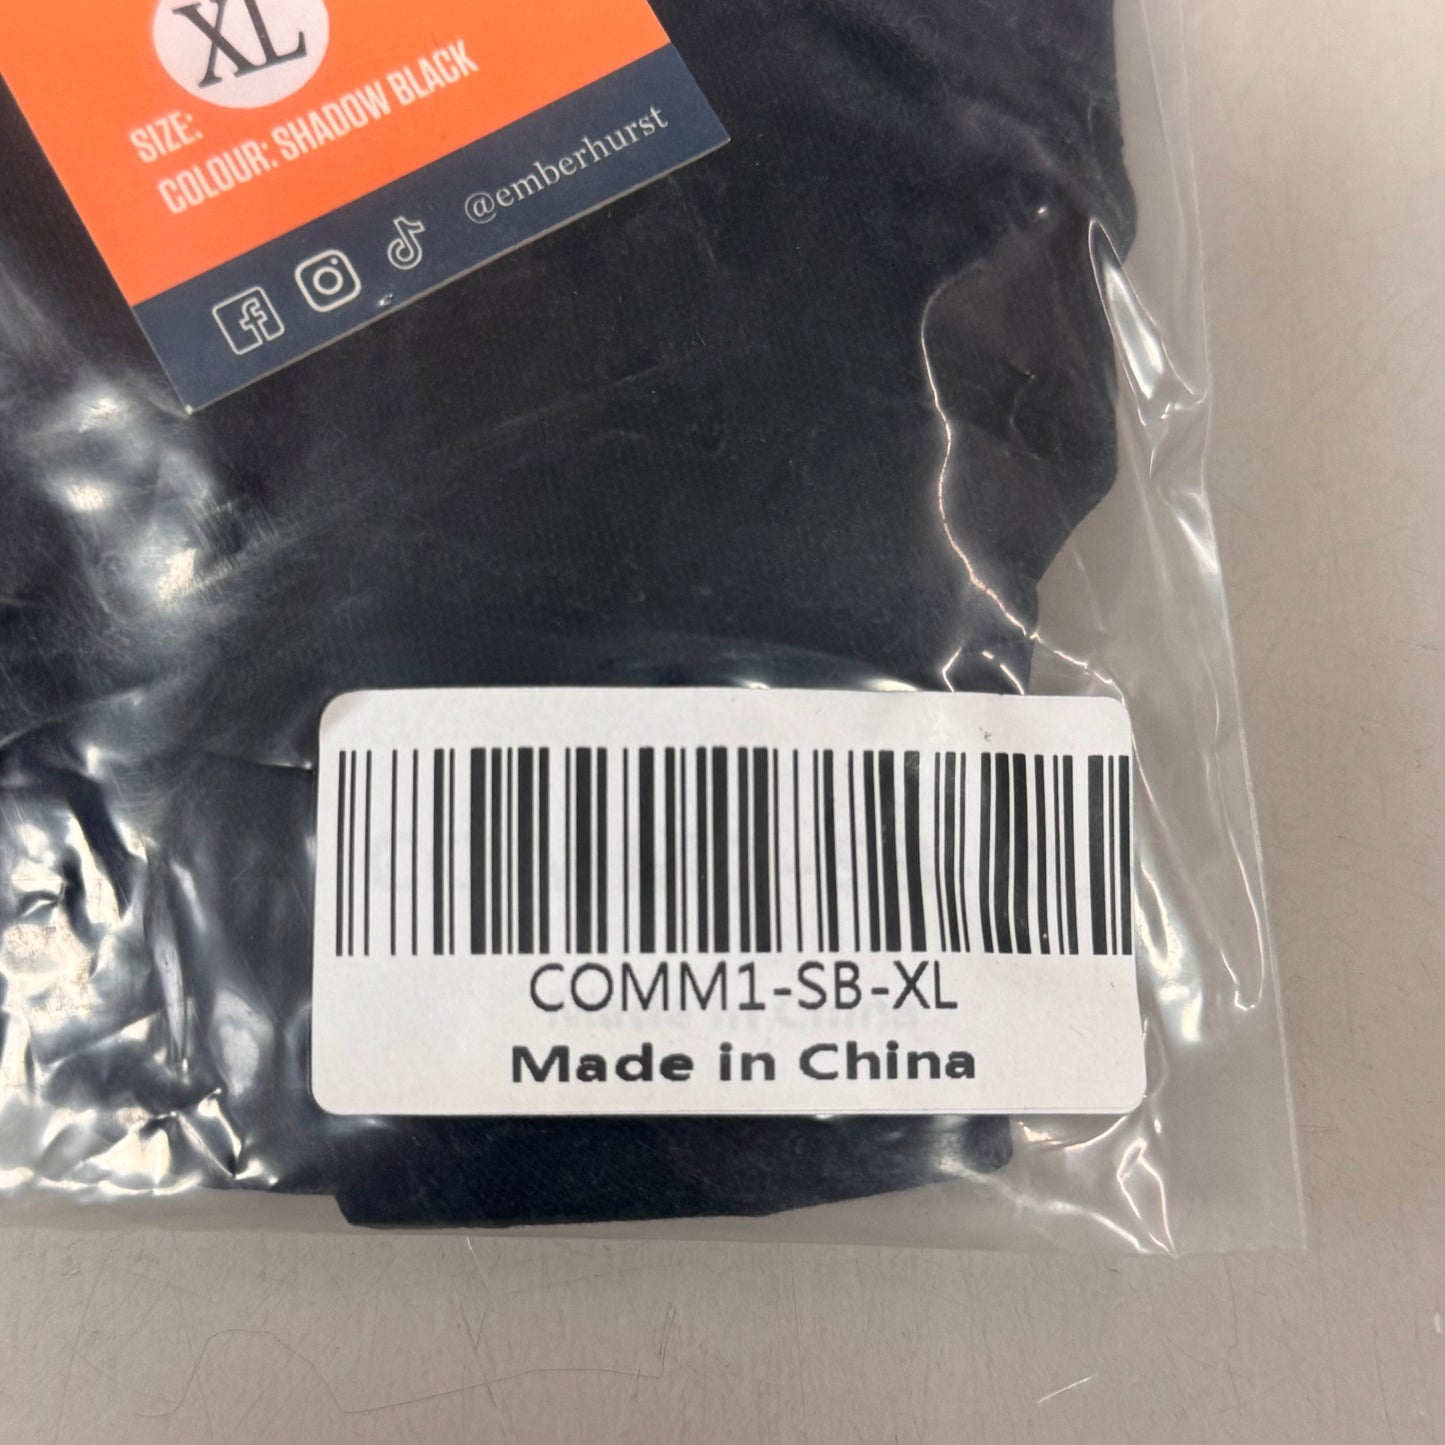 XL
SIZE:
COLOUR: SHADOW BLACK
@emberhurst
COMM1-SB-XL
Made in China